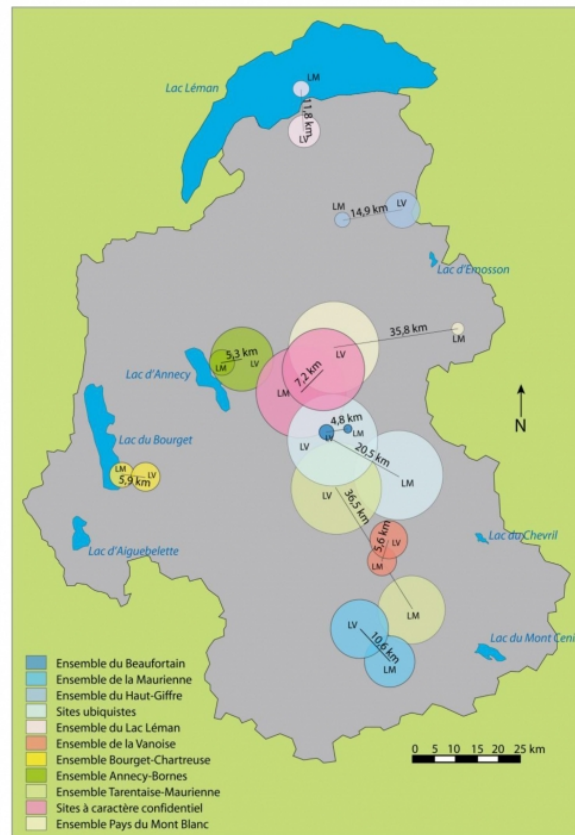 LM
Lac Léman
11,8 km
LV
LM
LV
14,9 km
Lac d'Emosson
35,8 km
LM
5,3 km
LV
LM
LV
7,2 km
LM
Lac d'Annecy
4,8 km
LM
LV
LV
20,5 km
LM
N
Lac du Bourget
LM
LV
5,9 km
LV
36,5 km
Lac d'Aiguebelette
5,6 km
LV
LM
Lac du Chevril
LM
LV
10,6 km
LM
Lac du Mont Ceni
Ensemble du Beaufortain
Ensemble de la Maurienne
Ensemble du Haut-Giffre
Sites ubiquistes
Ensemble du Lac Léman
Ensemble de la Vanoise
Ensemble Bourget-Chartreuse
Ensemble Annecy-Bornes
Ensemble Tarentaise-Maurienne
Sites à caractère confidentiel
Ensemble Pays du Mont Blanc
0 5 10 15 20 25 km